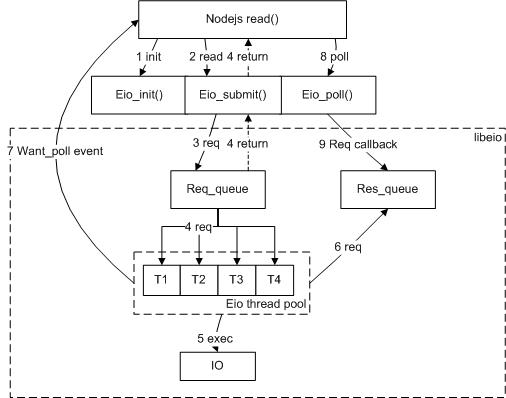 Nodejs read()
1 init
2 read
4 return
8 poll
Eio_init()
Eio_submit()
Eio_poll()
libeio
3 req
4 return
9 Req callback
7 Want_poll event
Req_queue
Res_queue
4 req
6 req
T1
T2
T3
T4
Eio thread pool
5 exec
IO